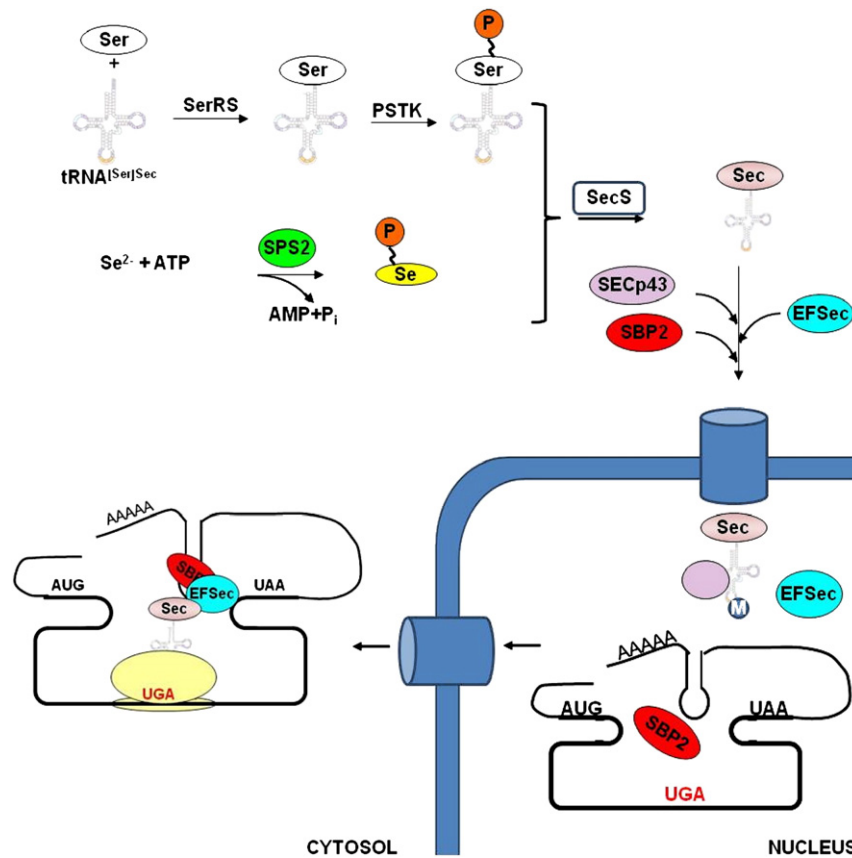 P
Ser
+
Ser
Ser
SerRS
PSTK
tRNA[Ser]Sec
SecS
Sec
P
SPS2
Se2- + ATP
Se
AMP+Pi
SECp43
EFSec
SBP2
Sec
AAAAA
SBP2
AUG
EFSec
UAA
Sec
EFSec
M
AAAAA
UGA
AUG
SBP2
UAA
UGA
CYTOSOL
NUCLEUS